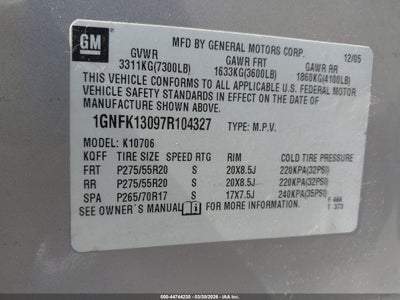 GM
MFD BY GENERAL MOTORS CORP. 12/05
GVWR GAWR FRT GAWR RR
3311KG(7300LB) 1633KG(3600LB) 1860KG(4100LB)
THIS VEHICLE CONFORMS TO ALL APPLICABLE U.S. FEDERAL MOTOR
VEHICLE SAFETY STANDARDS IN EFFECT ON THE DATE OF
MANUFACTURE SHOWN ABOVE.
1GNFK13097R104327 TYPE: M.P.V.
MODEL: K10706
KQFF TIRE SIZE SPEED RTG RIM COLD TIRE PRESSURE
FRT P275/55R20 S 20X8.5J 220KPA(32PSI)
RR P275/55R20 S 20X8.5J 220KPA(32PSI)
SPA P265/70R17 S 17X7.5J 240KPA(35PSI)
SEE OWNER'S MANUAL FOR MORE INFORMATION.
F 466
T 373
000-44744230 - 03/30/2026 - 000